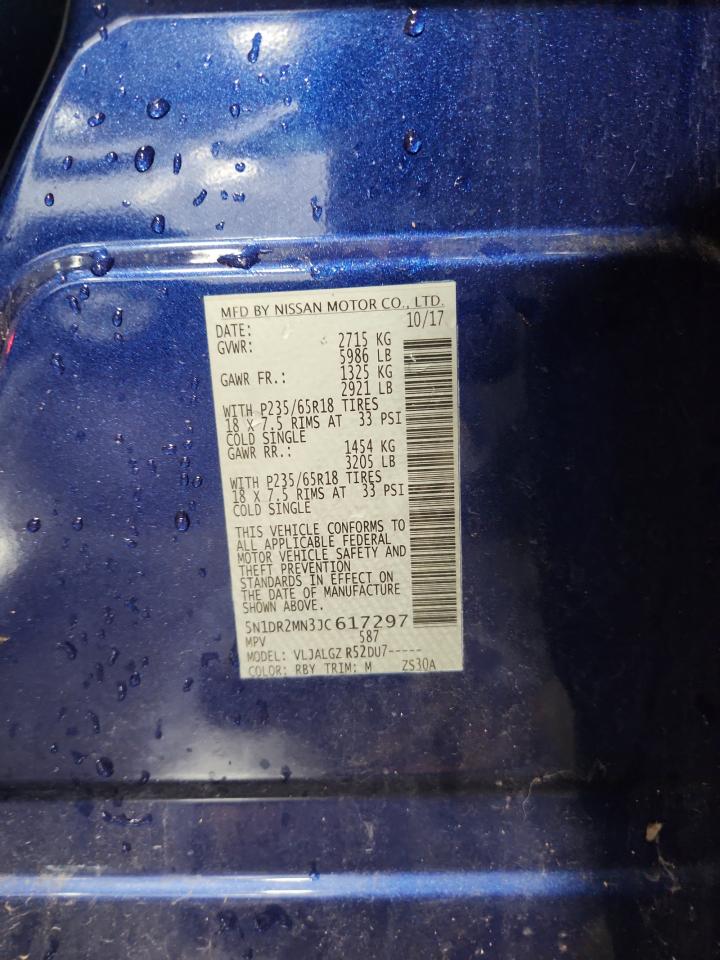 MFD BY NISSAN MOTOR CO., LTD.
DATE: 10/17
GVWR: 2715 KG
5986 LB
GAWR FR.: 1325 KG
2921 LB
WITH P235/65R18 TIRES
18 X 7.5 RIMS AT 33 PSI
COLD SINGLE
GAWR RR.: 1454 KG
3205 LB
WITH P235/65R18 TIRES
18 X 7.5 RIMS AT 33 PSI
COLD SINGLE
THIS VEHICLE CONFORMS TO
ALL APPLICABLE FEDERAL
MOTOR VEHICLE SAFETY AND
THEFT PREVENTION
STANDARDS IN EFFECT ON
THE DATE OF MANUFACTURE
SHOWN ABOVE.
5N1DR2MN3JC617297
MPV 587
MODEL: VLJALGZ R52DU7-----
COLOR: RBY TRIM: M ZS30A